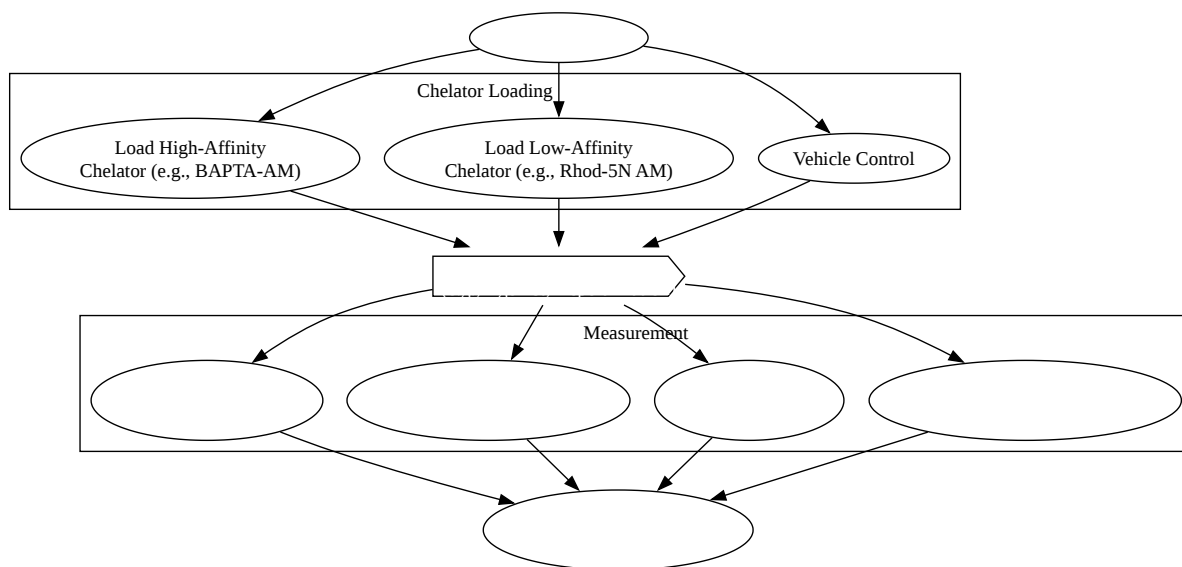 Chelator Loading
Load High-Affinity
Chelator (e.g., BAPTA-AM)
Load Low-Affinity
Chelator (e.g., Rhod-5N AM)
Vehicle Control
Measurement